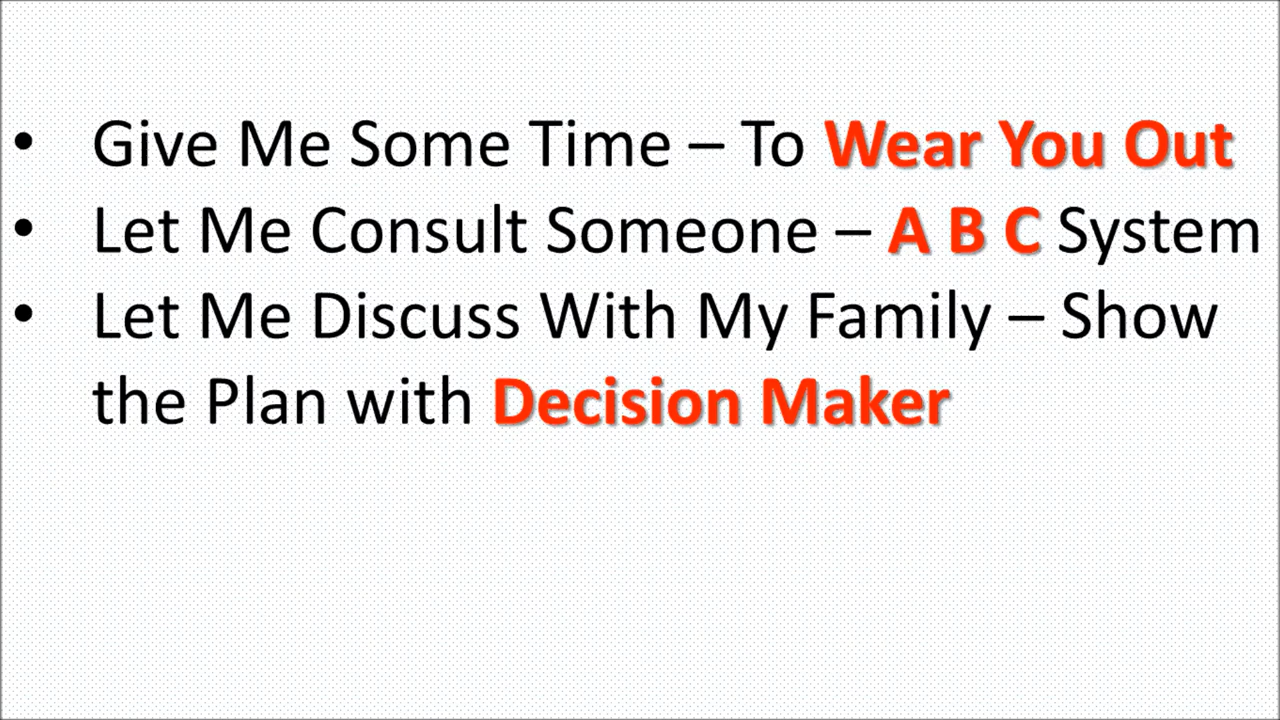 • Give Me Some Time – To Wear You Out
• Let Me Consult Someone – A B C System
• Let Me Discuss With My Family – Show
the Plan with Decision Maker